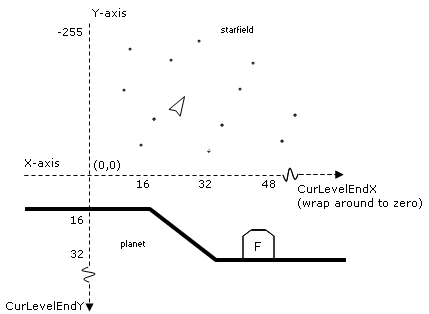 Y-axis
-255
starfield
X-axis
(0,0)
16
32
48
CurLevelEndX
(wrap around to zero)
16
planet
F
32
CurLevelEndY